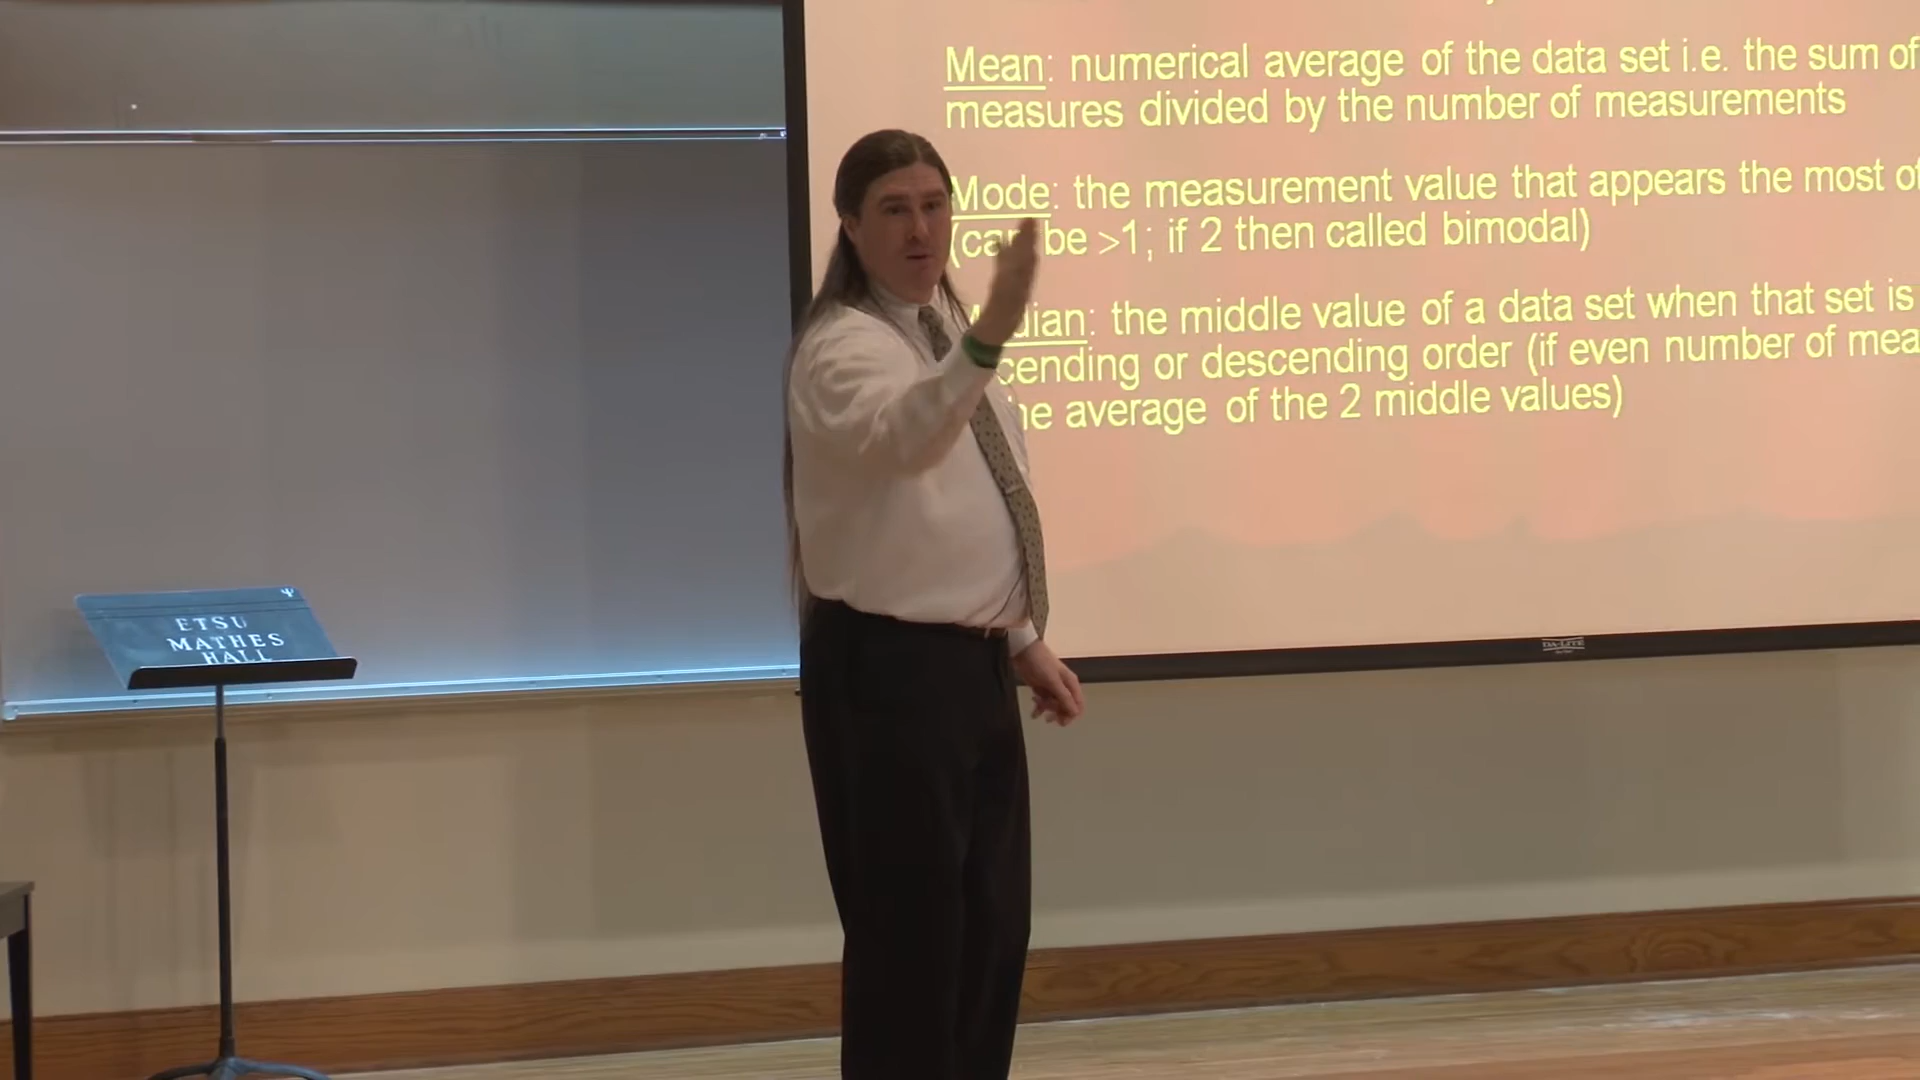 Mean: numerical average of the data set i.e. the sum of
measures divided by the number of measurements
Mode: the measurement value that appears the most
(can be >1; if 2 then called bimodal)
: the middle value of a data set when that set is
or descending order (if even number of
average of the 2 middle values)
ETSU
MATHES
HALL
DA-LITE